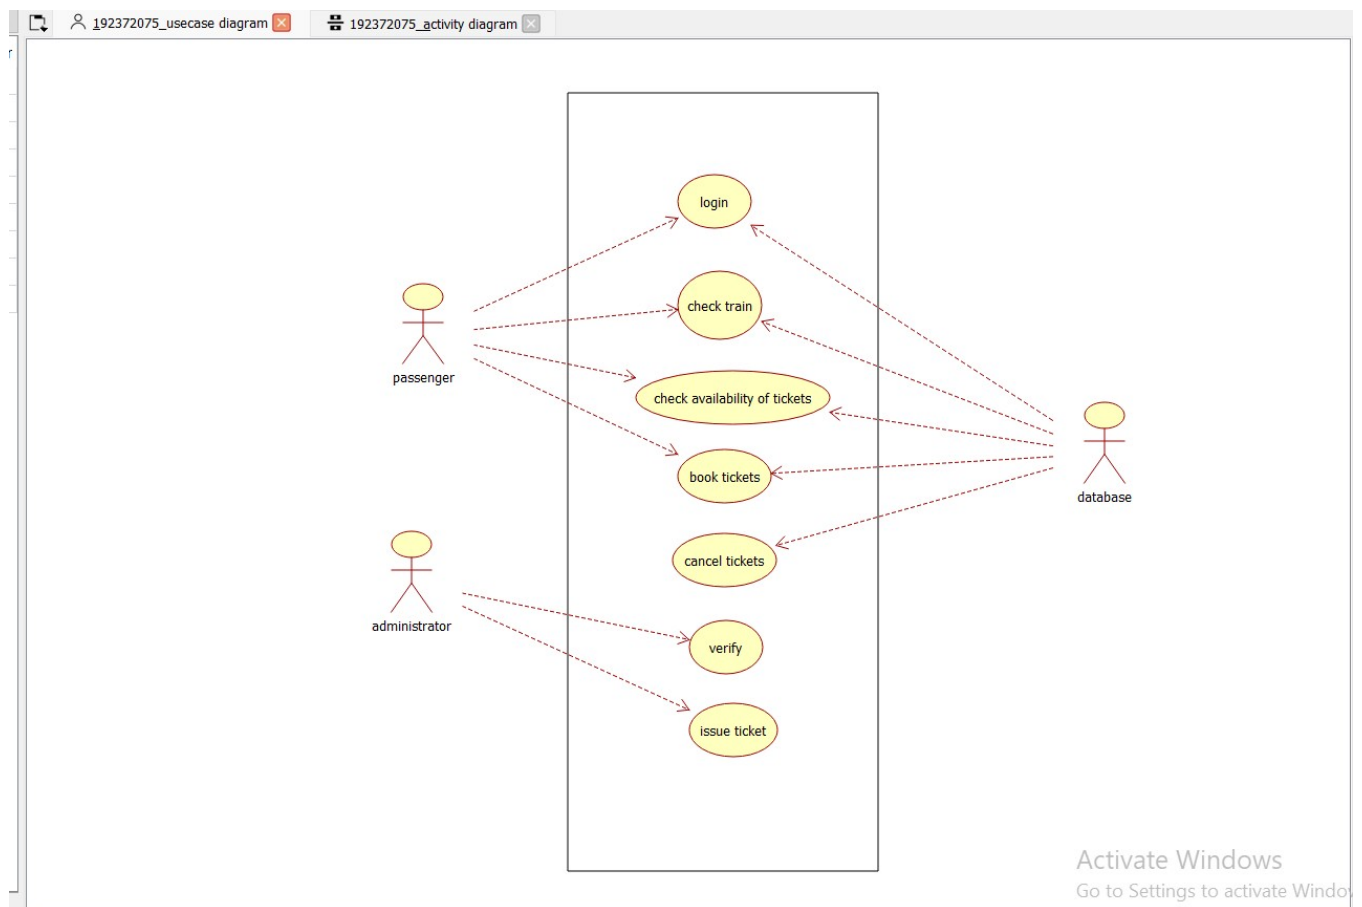 192372075_usecase diagram
192372075_activity diagram
r
login
check train
passenger
check availability of tickets
book tickets
database
cancel tickets
administrator
verify
issue ticket
Activate Windows
Go to Settings to activate Windo